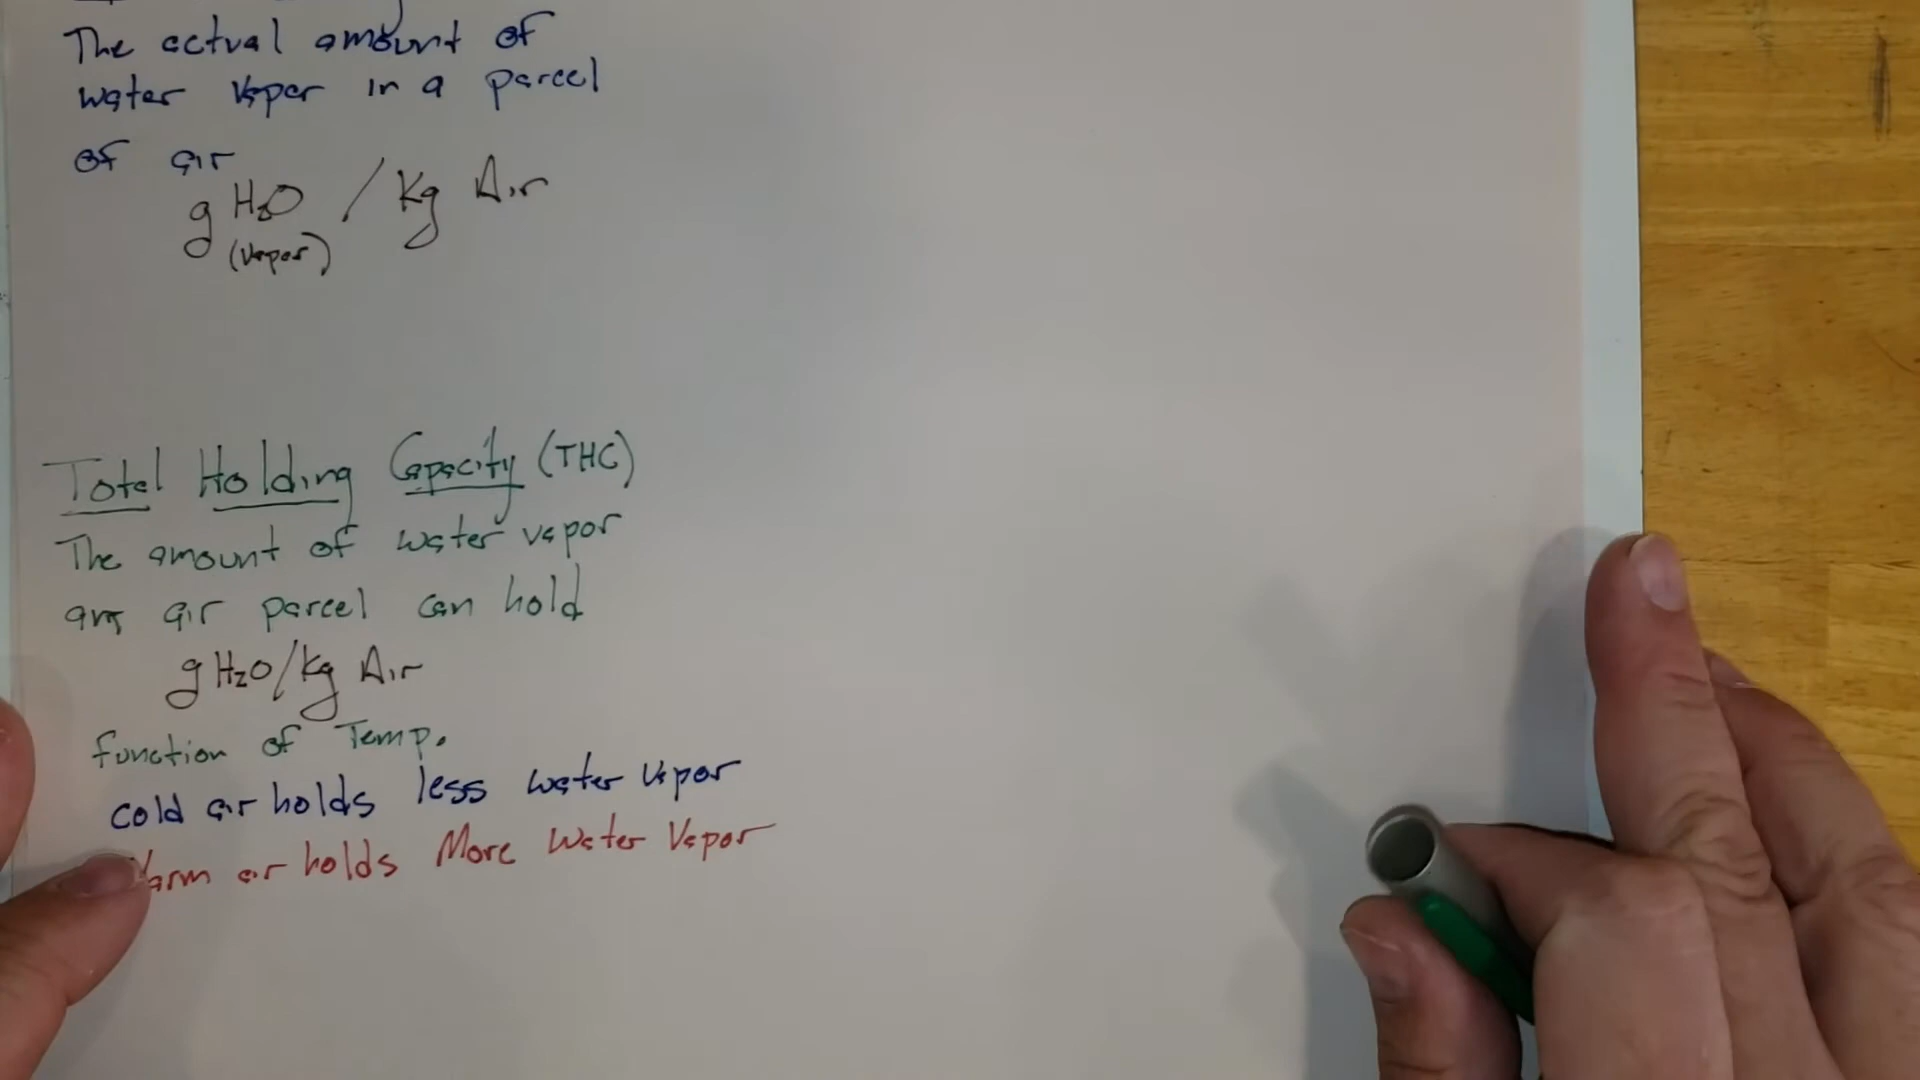 The actual amount of
water vapor in a parcel
of air
g H2O / Kg Air
(vapor)
Total Holding Capacity (THC)
The amount of water vapor
air parcel can hold
g H2O/Kg Air
function of Temp.
cold air holds less water vapor
Warm air holds More Water Vapor